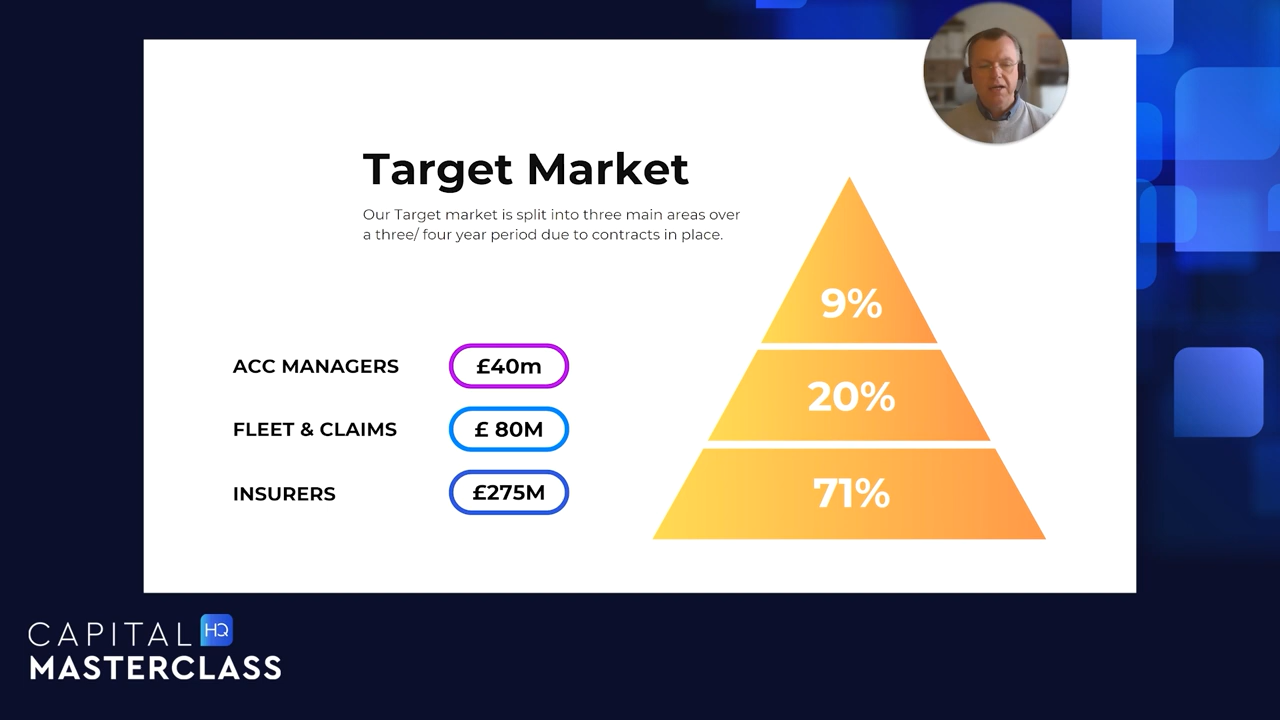 Target Market
Our Target market is split into three main areas over
a three/ four year period due to contracts in place.
ACC MANAGERS £40m
FLEET & CLAIMS £ 80M
INSURERS £275M
9%
20%
71%
CAPITAL HQ
MASTERCLASS